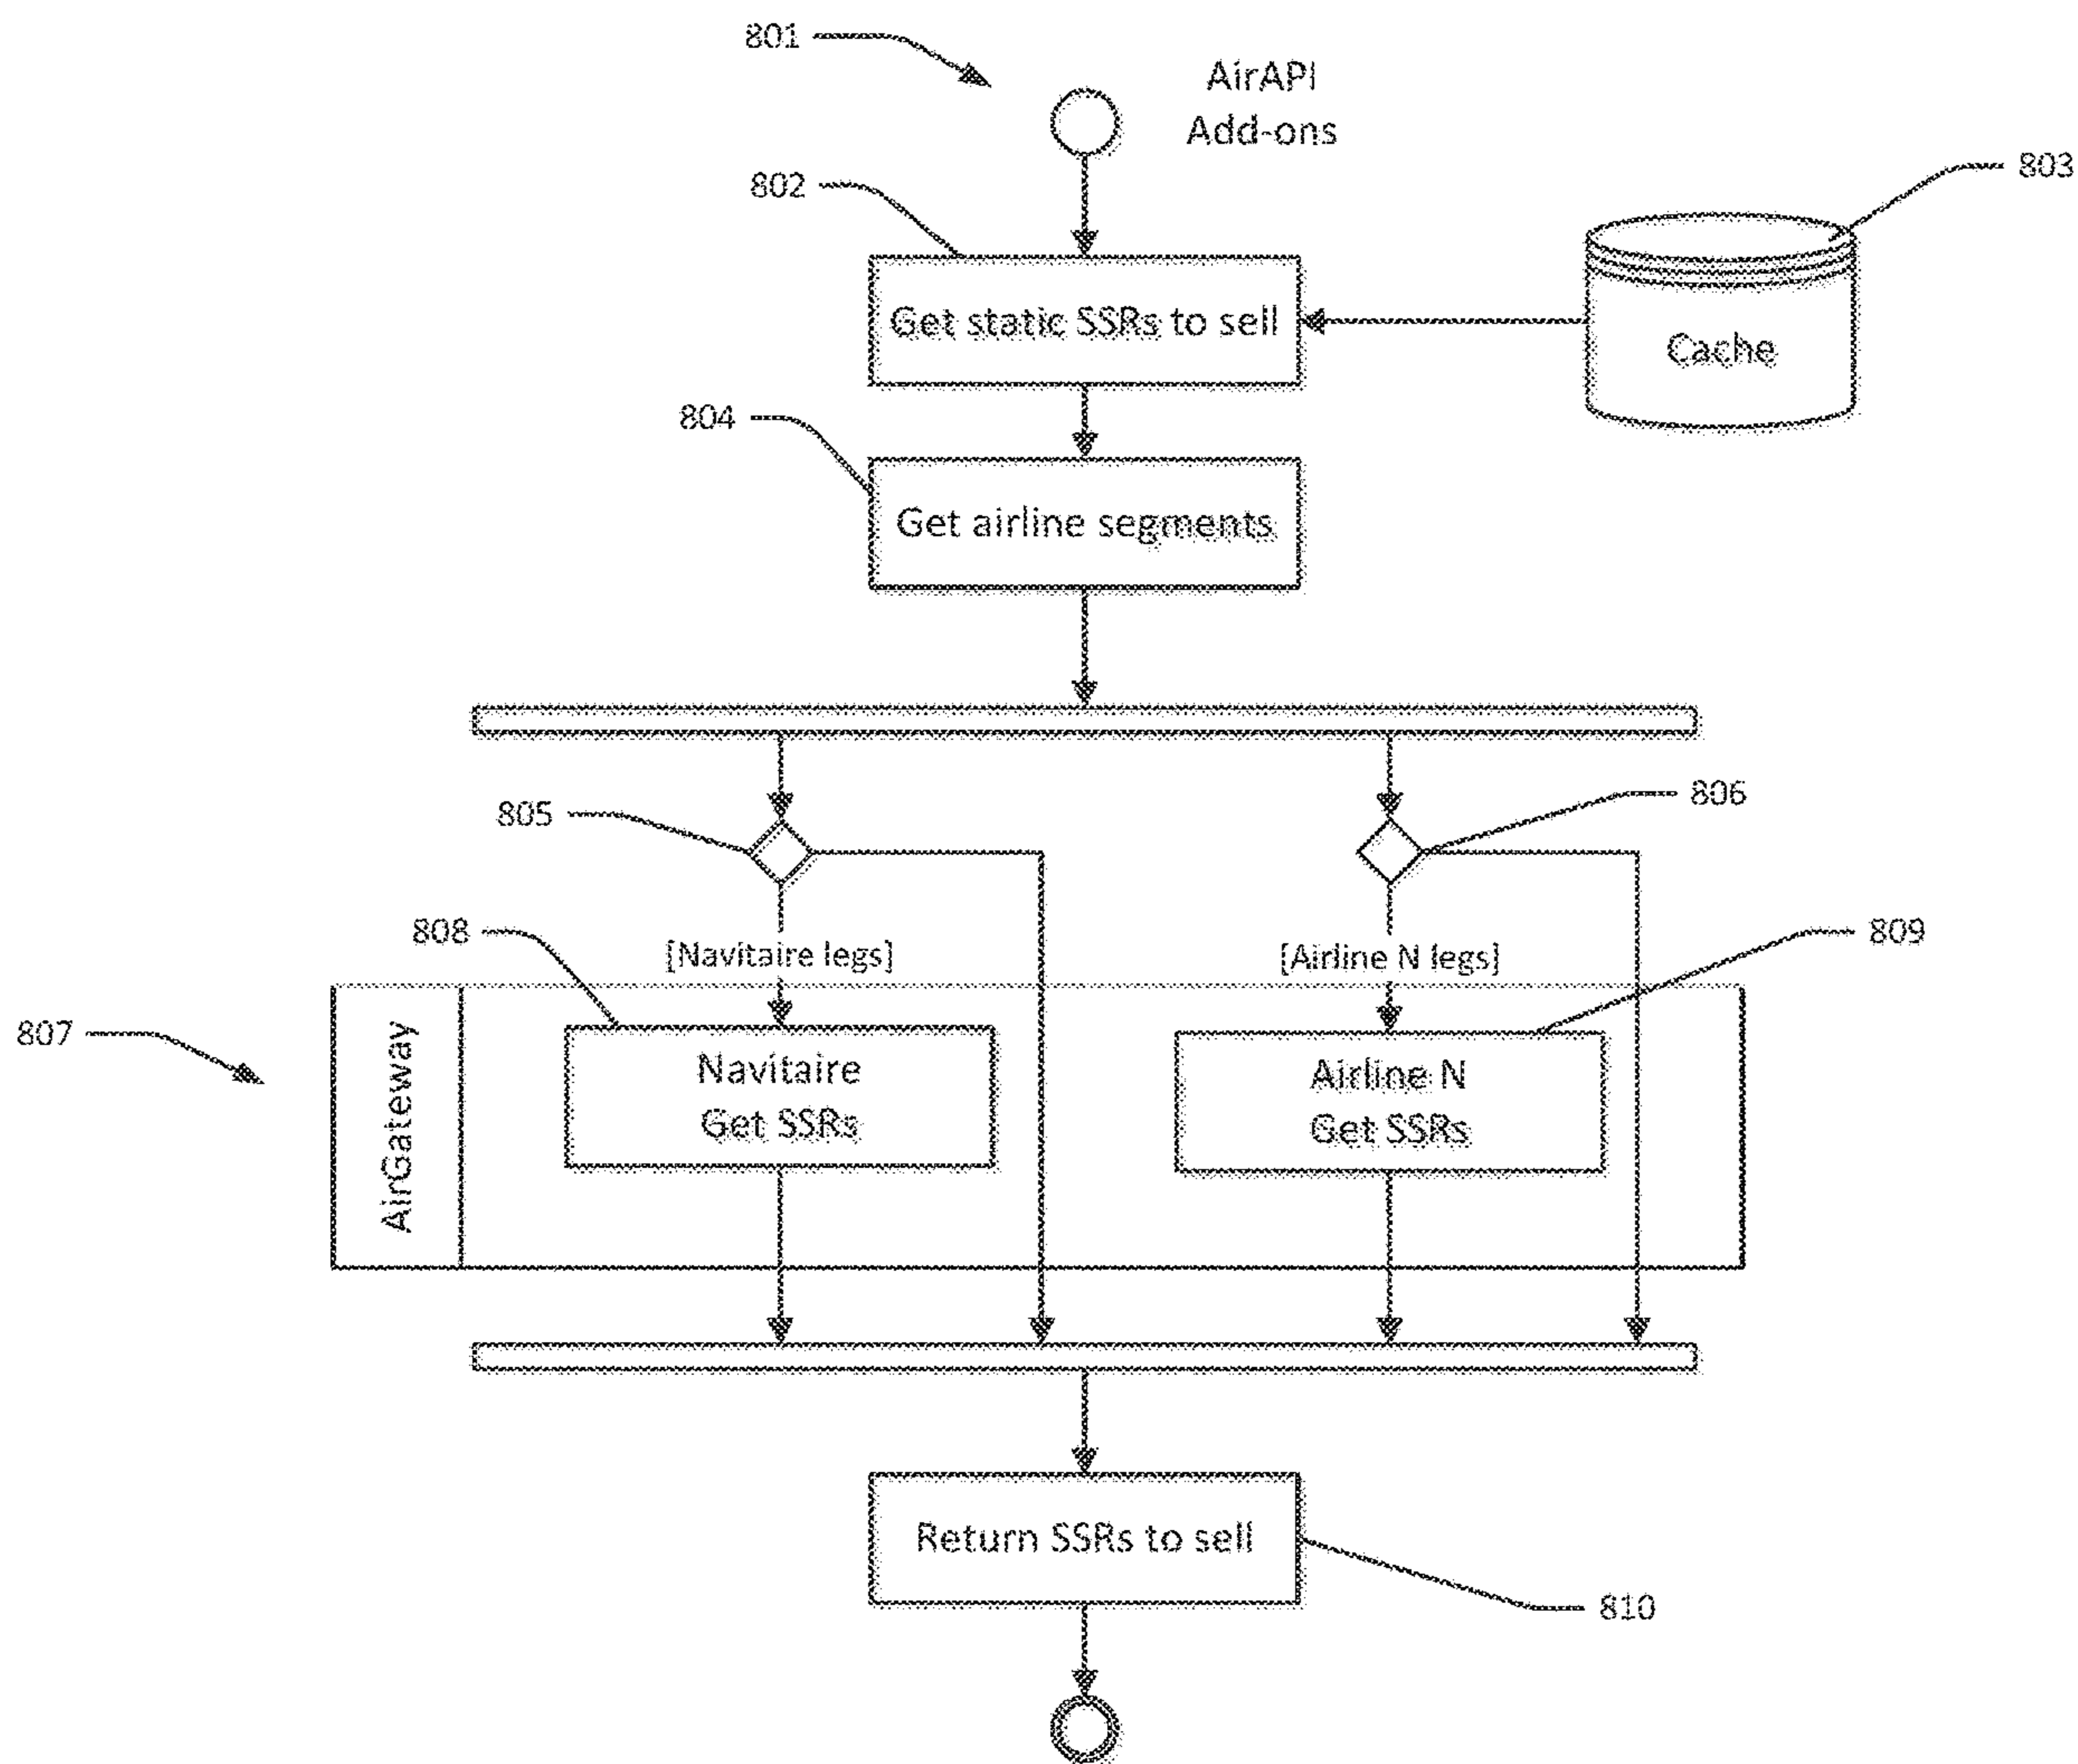 801
AirAPI
Add-ons
802
803
Get static SSRs to sell
Cache
804
Get airline segments
805
806
808
[Navitaire legs]
[Airline N legs]
809
807
AirGateway
Navitaire
Get SSRs
Airline N
Get SSRs
Return SSRs to sell
810